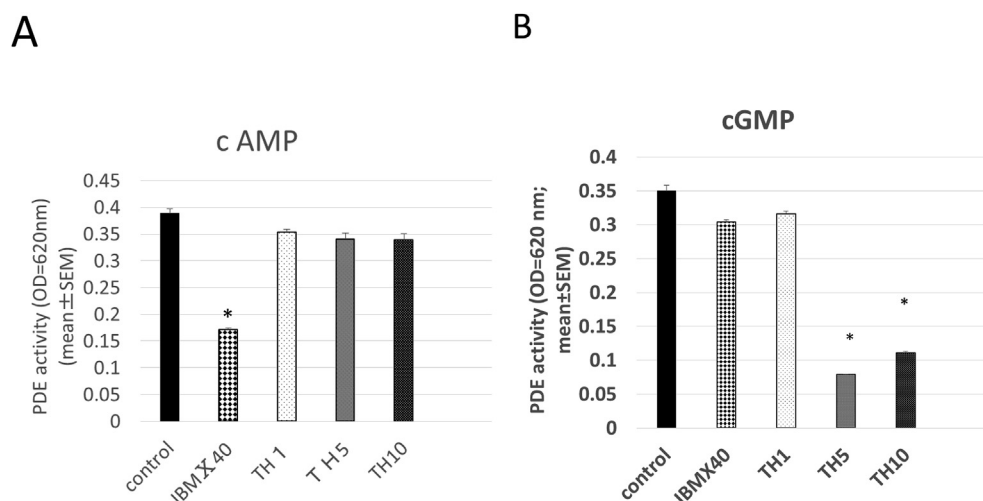 A
B
c AMP
cGMP
PDE activity (OD=620nm)
(mean±SEM)
0.45
0.4
0.35
0.3
0.25
0.2
0.15
0.1
0.05
0
*
control
IBMX 40
TH 1
T H5
TH10
PDE activity (OD=620 nm;
mean±SEM)
0.4
0.35
0.3
0.25
0.2
0.15
0.1
0.05
0
*
*
control
IBMX40
TH1
TH5
TH10